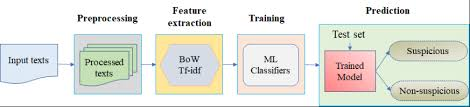 Preprocessing
Feature
extraction
Training
Prediction
Input texts
Processed
texts
BoW
Tf-idf
ML
Classifiers
Test set
Trained
Model
Suspicious
Non-suspicious